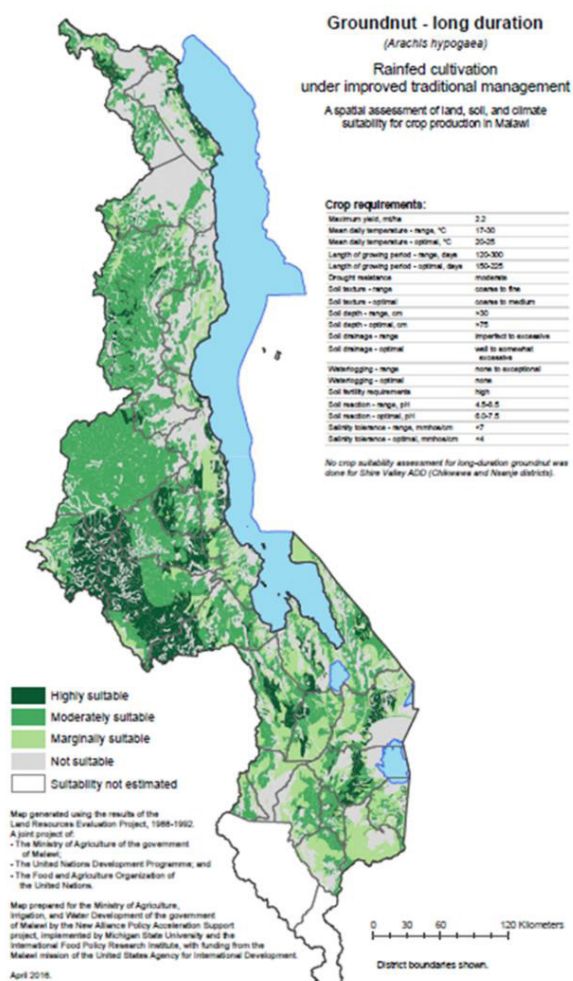 Groundnut - long duration
(Arachis hypogaea)
Rainfed cultivation
under improved traditional management
A spatial assessment of land, soil, and climate
suitability for crop production in Malawi
Crop requirements:
Maximum yield, mt/ha 2.2
Mean daily temperature - range, °C 17-30
Mean daily temperature - optimal, °C 20-25
Length of growing period - range, days 120-300
Length of growing period - optimal, days 150-225
Drought resistance moderate
Soil texture - range coarse to fine
Soil texture - optimal coarse to medium
Soil depth - range, cm >30
Soil depth - optimal, cm >75
Soil drainage - range imperfect to excessive
Soil drainage - optimal well to somewhat
excessive
Waterlogging - range none to exceptional
Waterlogging - optimal none
Soil fertility requirements high
Soil reaction - range, pH 4.5-8.5
Soil reaction - optimal, pH 6.0-7.5
Salinity tolerance - range, mmhos/cm
Salinity tolerance - optimal, mmhos/cm
No crop suitability assessment for long-duration groundnut was
done for Shire Valley ADD (Chikwawa and Nsanje districts).
Highly suitable
Moderately suitable
Marginally suitable
Not suitable
Suitability not estimated
Map generated using the results of the
Land Resources Evaluation Project, 1988-1992.
A joint project of:
- The Ministry of Agriculture of the government
of Malawi;
- The United Nations Development Programme; and
- The Food and Agriculture Organization of
the United Nations.
Map prepared for the Ministry of Agriculture,
Irrigation, and Water Development of the government
of Malawi by the New Alliance Policy Acceleration Support
project, implemented by Michigan State University and the
International Food Policy Research Institute, with funding from the
Malawi mission of the United States Agency for International Development.
April 2016.
0 30 60 120 Kilometers
District boundaries shown.